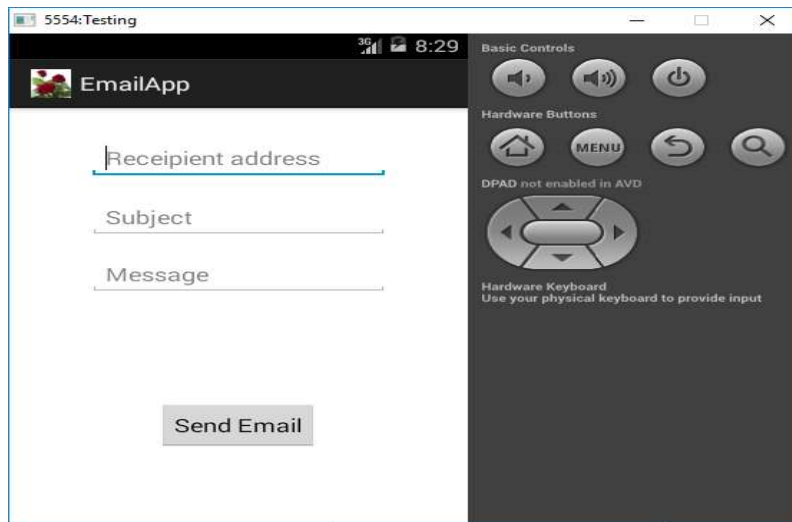 5554:Testing
3G 8:29
EmailApp
Receipient address
Subject
Message
Send Email
Basic Controls
Hardware Buttons
MENU
DPAD not enabled in AVD
Hardware Keyboard
Use your physical keyboard to provide input